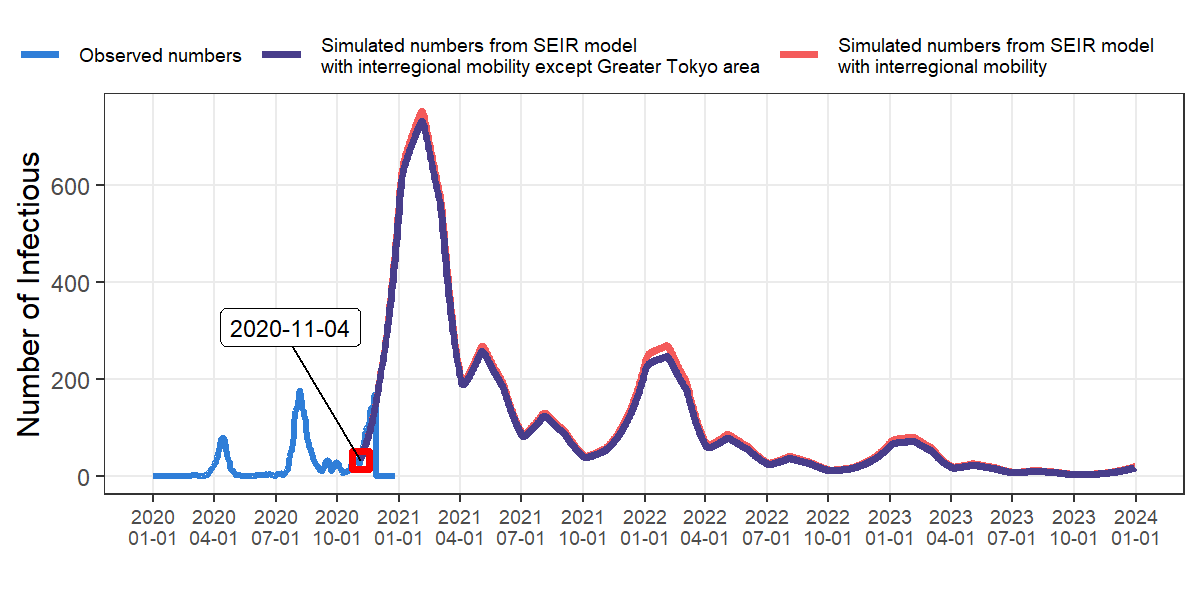 Observed numbers
Simulated numbers from SEIR model
with interregional mobility except Greater Tokyo area
Simulated numbers from SEIR model
with interregional mobility
Number of Infectious
600
400
200
0
2020-11-04
2020 2020 2020 2020 2021 2021 2021 2021 2022 2022 2022 2022 2023 2023 2023 2023 2024
01-01 04-01 07-01 10-01 01-01 04-01 07-01 10-01 01-01 04-01 07-01 10-01 01-01 04-01 07-01 10-01 01-01